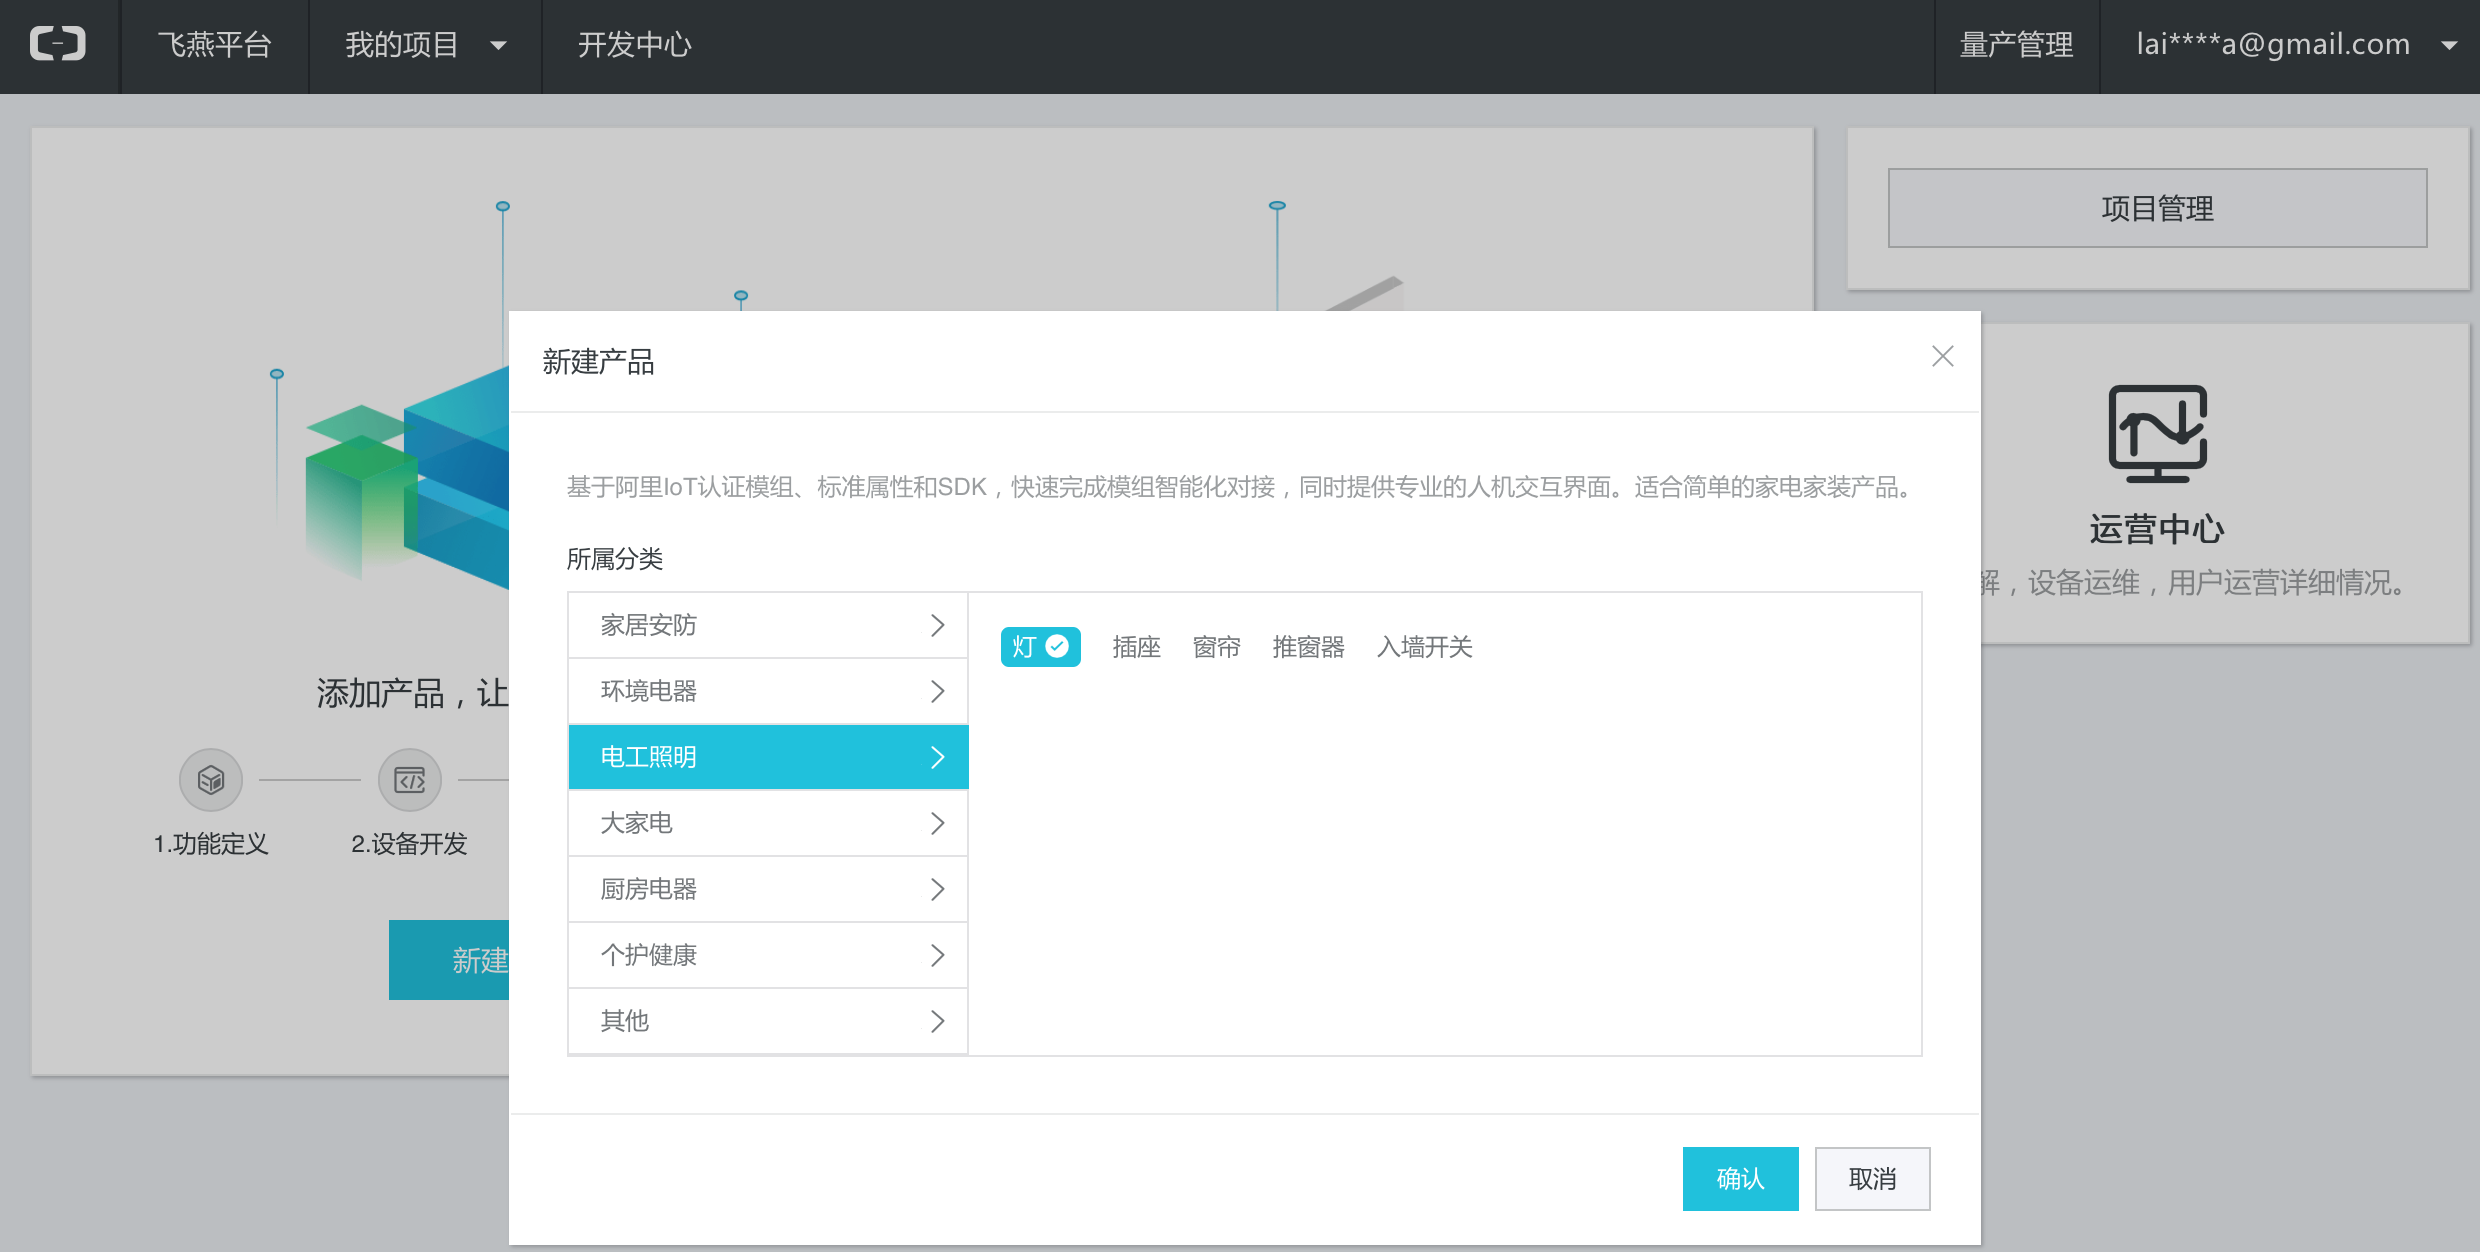 飞燕平台
我的项目
开发中心
量产管理
lai****a@gmail.com
项目管理
运营中心
解，设备运维，用户运营详细情况。
添加产品，让
1.功能定义
2.设备开发
新建
新建产品
基于阿里IoT认证模组、标准属性和SDK，快速完成模组智能化对接，同时提供专业的人机交互界面。适合简单的家电家装产品。
所属分类
家居安防
环境电器
电工照明
大家电
厨房电器
个护健康
其他
灯 插座 窗帘 推窗器 入墙开关
确认
取消